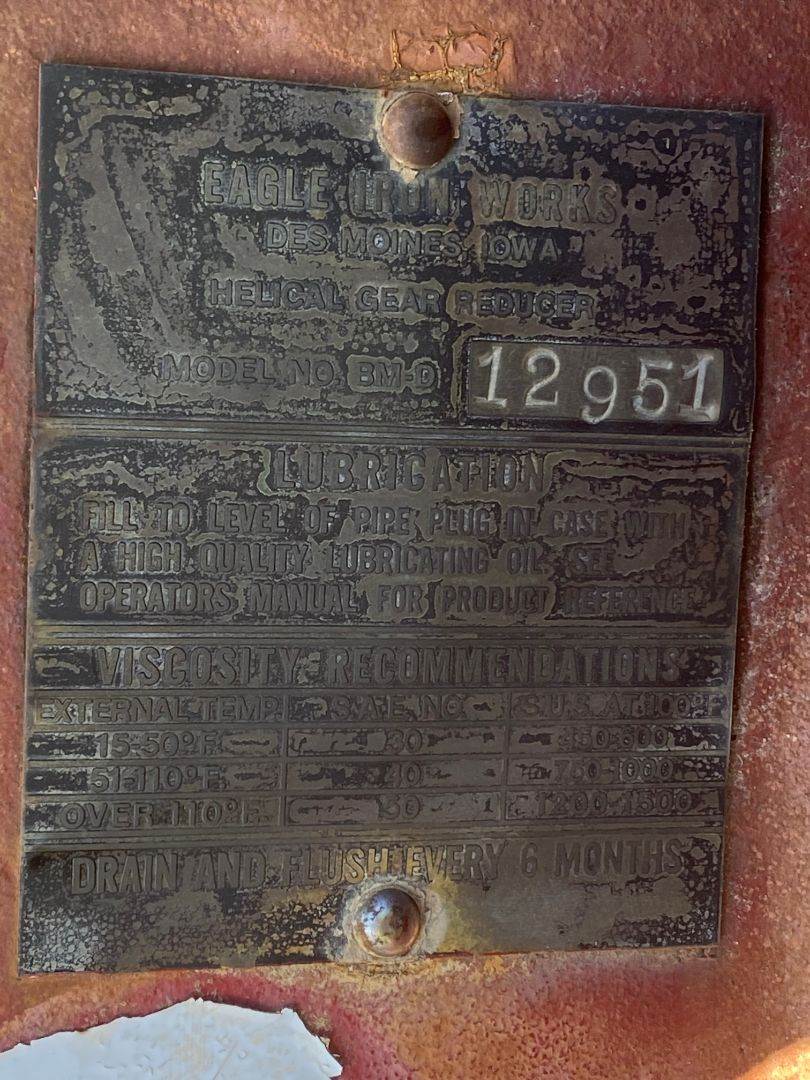 EAGLE IRON WORKS
DES MOINES, IOWA
HELICAL GEAR REDUCER
MODEL NO. BM-D 12951
LUBRICATION
FILL TO LEVEL OF PIPE PLUG IN CASE WITH
A HIGH QUALITY LUBRICATING OIL. SEE
OPERATORS MANUAL FOR PRODUCT REFERENCE
VISCOSITY RECOMMENDATIONS
EXTERNAL TEMP. S.A.E. NO. S.U.S. AT 100°F
15-50°F. 30
51-110°F. 40 750-1000
OVER 110°F. 50 1200-1500
DRAIN AND FLUSH EVERY 6 MONTHS